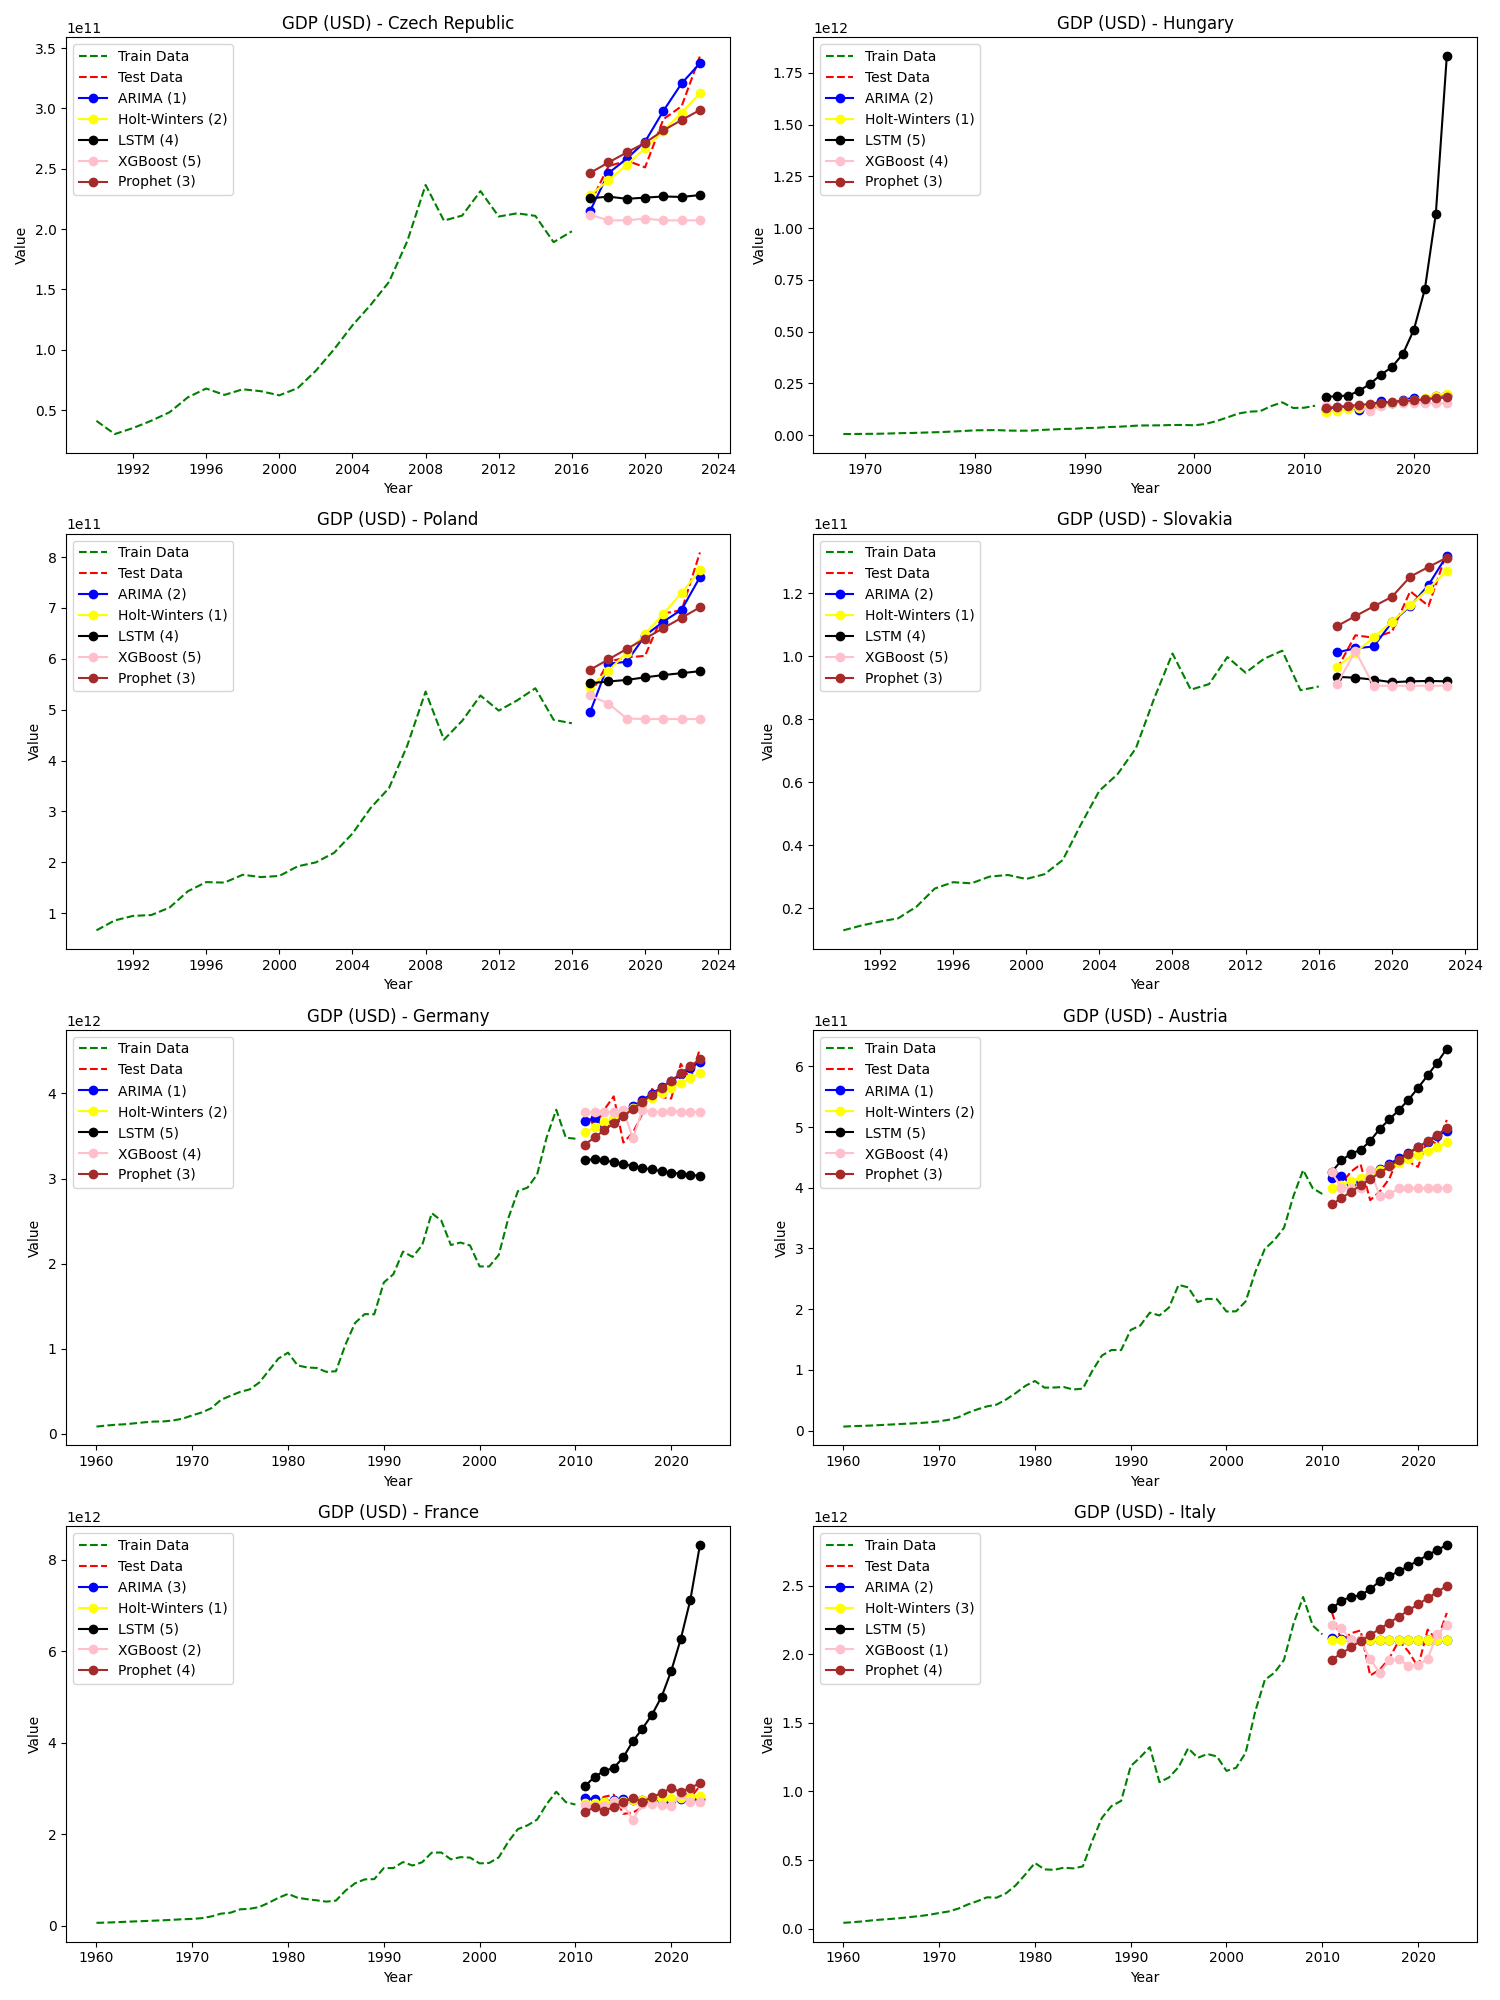 GDP (USD) - Czech Republic
1e11
Train Data
Test Data
ARIMA (1)
Holt-Winters (2)
LSTM (4)
XGBoost (5)
Prophet (3)
3.5
3.0
2.5
2.0
1.5
1.0
0.5
Value
1992 1996 2000 2004 2008 2012 2016 2020 2024
Year
GDP (USD) - Hungary
1e12
Train Data
Test Data
ARIMA (2)
Holt-Winters (1)
LSTM (5)
XGBoost (4)
Prophet (3)
1.75
1.50
1.25
1.00
0.75
0.50
0.25
0.00
Value
1970 1980 1990 2000 2010 2020
Year
GDP (USD) - Poland
1e11
Train Data
Test Data
ARIMA (2)
Holt-Winters (1)
LSTM (4)
XGBoost (5)
Prophet (3)
8
7
6
5
4
3
2
1
Value
1992 1996 2000 2004 2008 2012 2016 2020 2024
Year
GDP (USD) - Slovakia
1e11
Train Data
Test Data
ARIMA (2)
Holt-Winters (1)
LSTM (4)
XGBoost (5)
Prophet (3)
1.2
1.0
0.8
0.6
0.4
0.2
Value
1992 1996 2000 2004 2008 2012 2016 2020 2024
Year
GDP (USD) - Germany
1e12
Train Data
Test Data
ARIMA (1)
Holt-Winters (2)
LSTM (5)
XGBoost (4)
Prophet (3)
4
3
2
1
0
Value
1960 1970 1980 1990 2000 2010 2020
Year
GDP (USD) - Austria
1e11
Train Data
Test Data
ARIMA (1)
Holt-Winters (2)
LSTM (5)
XGBoost (4)
Prophet (3)
6
5
4
3
2
1
0
Value
1960 1970 1980 1990 2000 2010 2020
Year
GDP (USD) - France
1e12
Train Data
Test Data
ARIMA (3)
Holt-Winters (1)
LSTM (5)
XGBoost (2)
Prophet (4)
8
6
4
2
0
Value
1960 1970 1980 1990 2000 2010 2020
Year
GDP (USD) - Italy
1e12
Train Data
Test Data
ARIMA (2)
Holt-Winters (3)
LSTM (5)
XGBoost (1)
Prophet (4)
2.5
2.0
1.5
1.0
0.5
0.0
Value
1960 1970 1980 1990 2000 2010 2020
Year